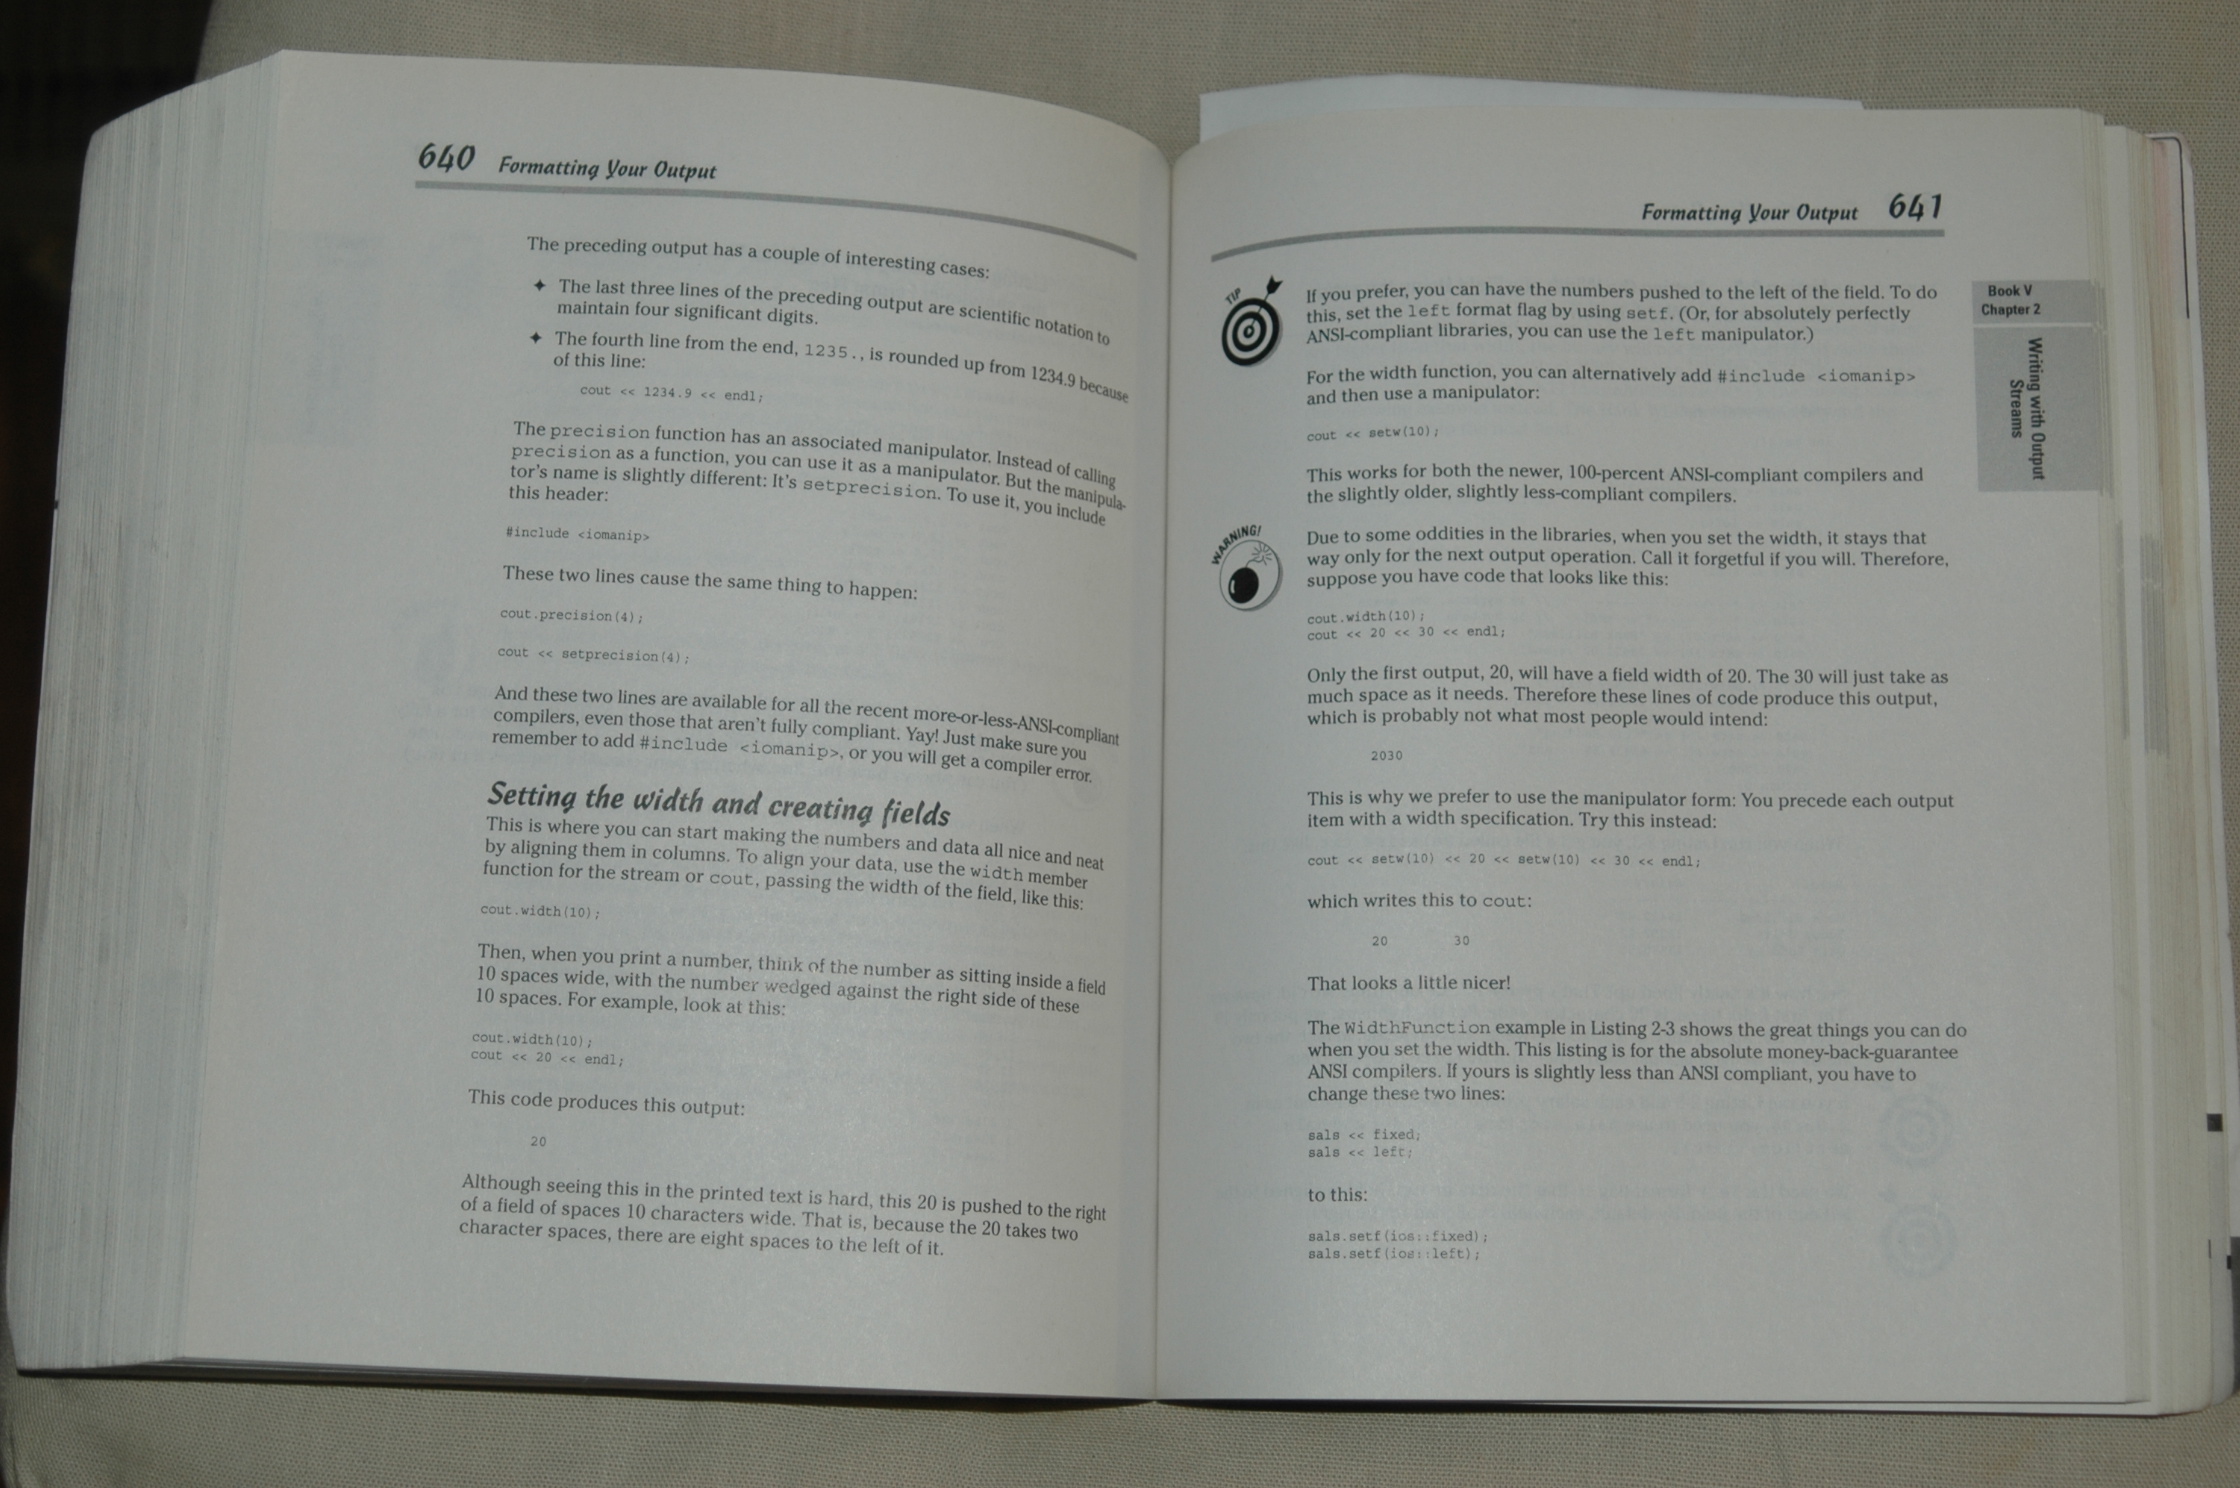 640 Formatting Your Output
The preceding output has a couple of interesting cases:
✦ The last three lines of the preceding output are scientific notation to
maintain four significant digits.
✦ The fourth line from the end, 1235., is rounded up from 1234.9 because
of this line:
cout << 1234.9 << endl;
The precision function has an associated manipulator. Instead of calling
precision as a function, you can use it as a manipulator. But the manipula-
tor's name is slightly different: It's setprecision. To use it, you include
this header:
#include <iomanip>
These two lines cause the same thing to happen:
cout.precision(4);
cout << setprecision(4);
And these two lines are available for all the recent more-or-less-ANSI-compliant
compilers, even those that aren't fully compliant. Yay! Just make sure you
remember to add #include <iomanip>, or you will get a compiler error.
Setting the width and creating fields
This is where you can start making the numbers and data all nice and neat
by aligning them in columns. To align your data, use the width member
function for the stream or cout, passing the width of the field, like this:
cout.width(10);
Then, when you print a number, think of the number as sitting inside a field
10 spaces wide, with the number wedged against the right side of these
10 spaces. For example, look at this:
cout.width(10);
cout << 20 << endl;
This code produces this output:
20
Although seeing this in the printed text is hard, this 20 is pushed to the right
of a field of spaces 10 characters wide. That is, because the 20 takes two
character spaces, there are eight spaces to the left of it.
Formatting Your Output 641
Book V
Chapter 2
Writing with Output
Streams
TIP
If you prefer, you can have the numbers pushed to the left of the field. To do
this, set the left format flag by using setf. (Or, for absolutely perfectly
ANSI-compliant libraries, you can use the left manipulator.)
For the width function, you can alternatively add #include <iomanip>
and then use a manipulator:
cout << setw(10);
This works for both the newer, 100-percent ANSI-compliant compilers and
the slightly older, slightly less-compliant compilers.
WARNING!
Due to some oddities in the libraries, when you set the width, it stays that
way only for the next output operation. Call it forgetful if you will. Therefore,
suppose you have code that looks like this:
cout.width(10);
cout << 20 << 30 << endl;
Only the first output, 20, will have a field width of 20. The 30 will just take as
much space as it needs. Therefore these lines of code produce this output,
which is probably not what most people would intend:
2030
This is why we prefer to use the manipulator form: You precede each output
item with a width specification. Try this instead:
cout << setw(10) << 20 << setw(10) << 30 << endl;
which writes this to cout:
20 30
That looks a little nicer!
The WidthFunction example in Listing 2-3 shows the great things you can do
when you set the width. This listing is for the absolute money-back-guarantee
ANSI compilers. If yours is slightly less than ANSI compliant, you have to
change these two lines:
sals << fixed;
sals << left;
to this:
sals.setf(ios::fixed);
sals.setf(ios::left);